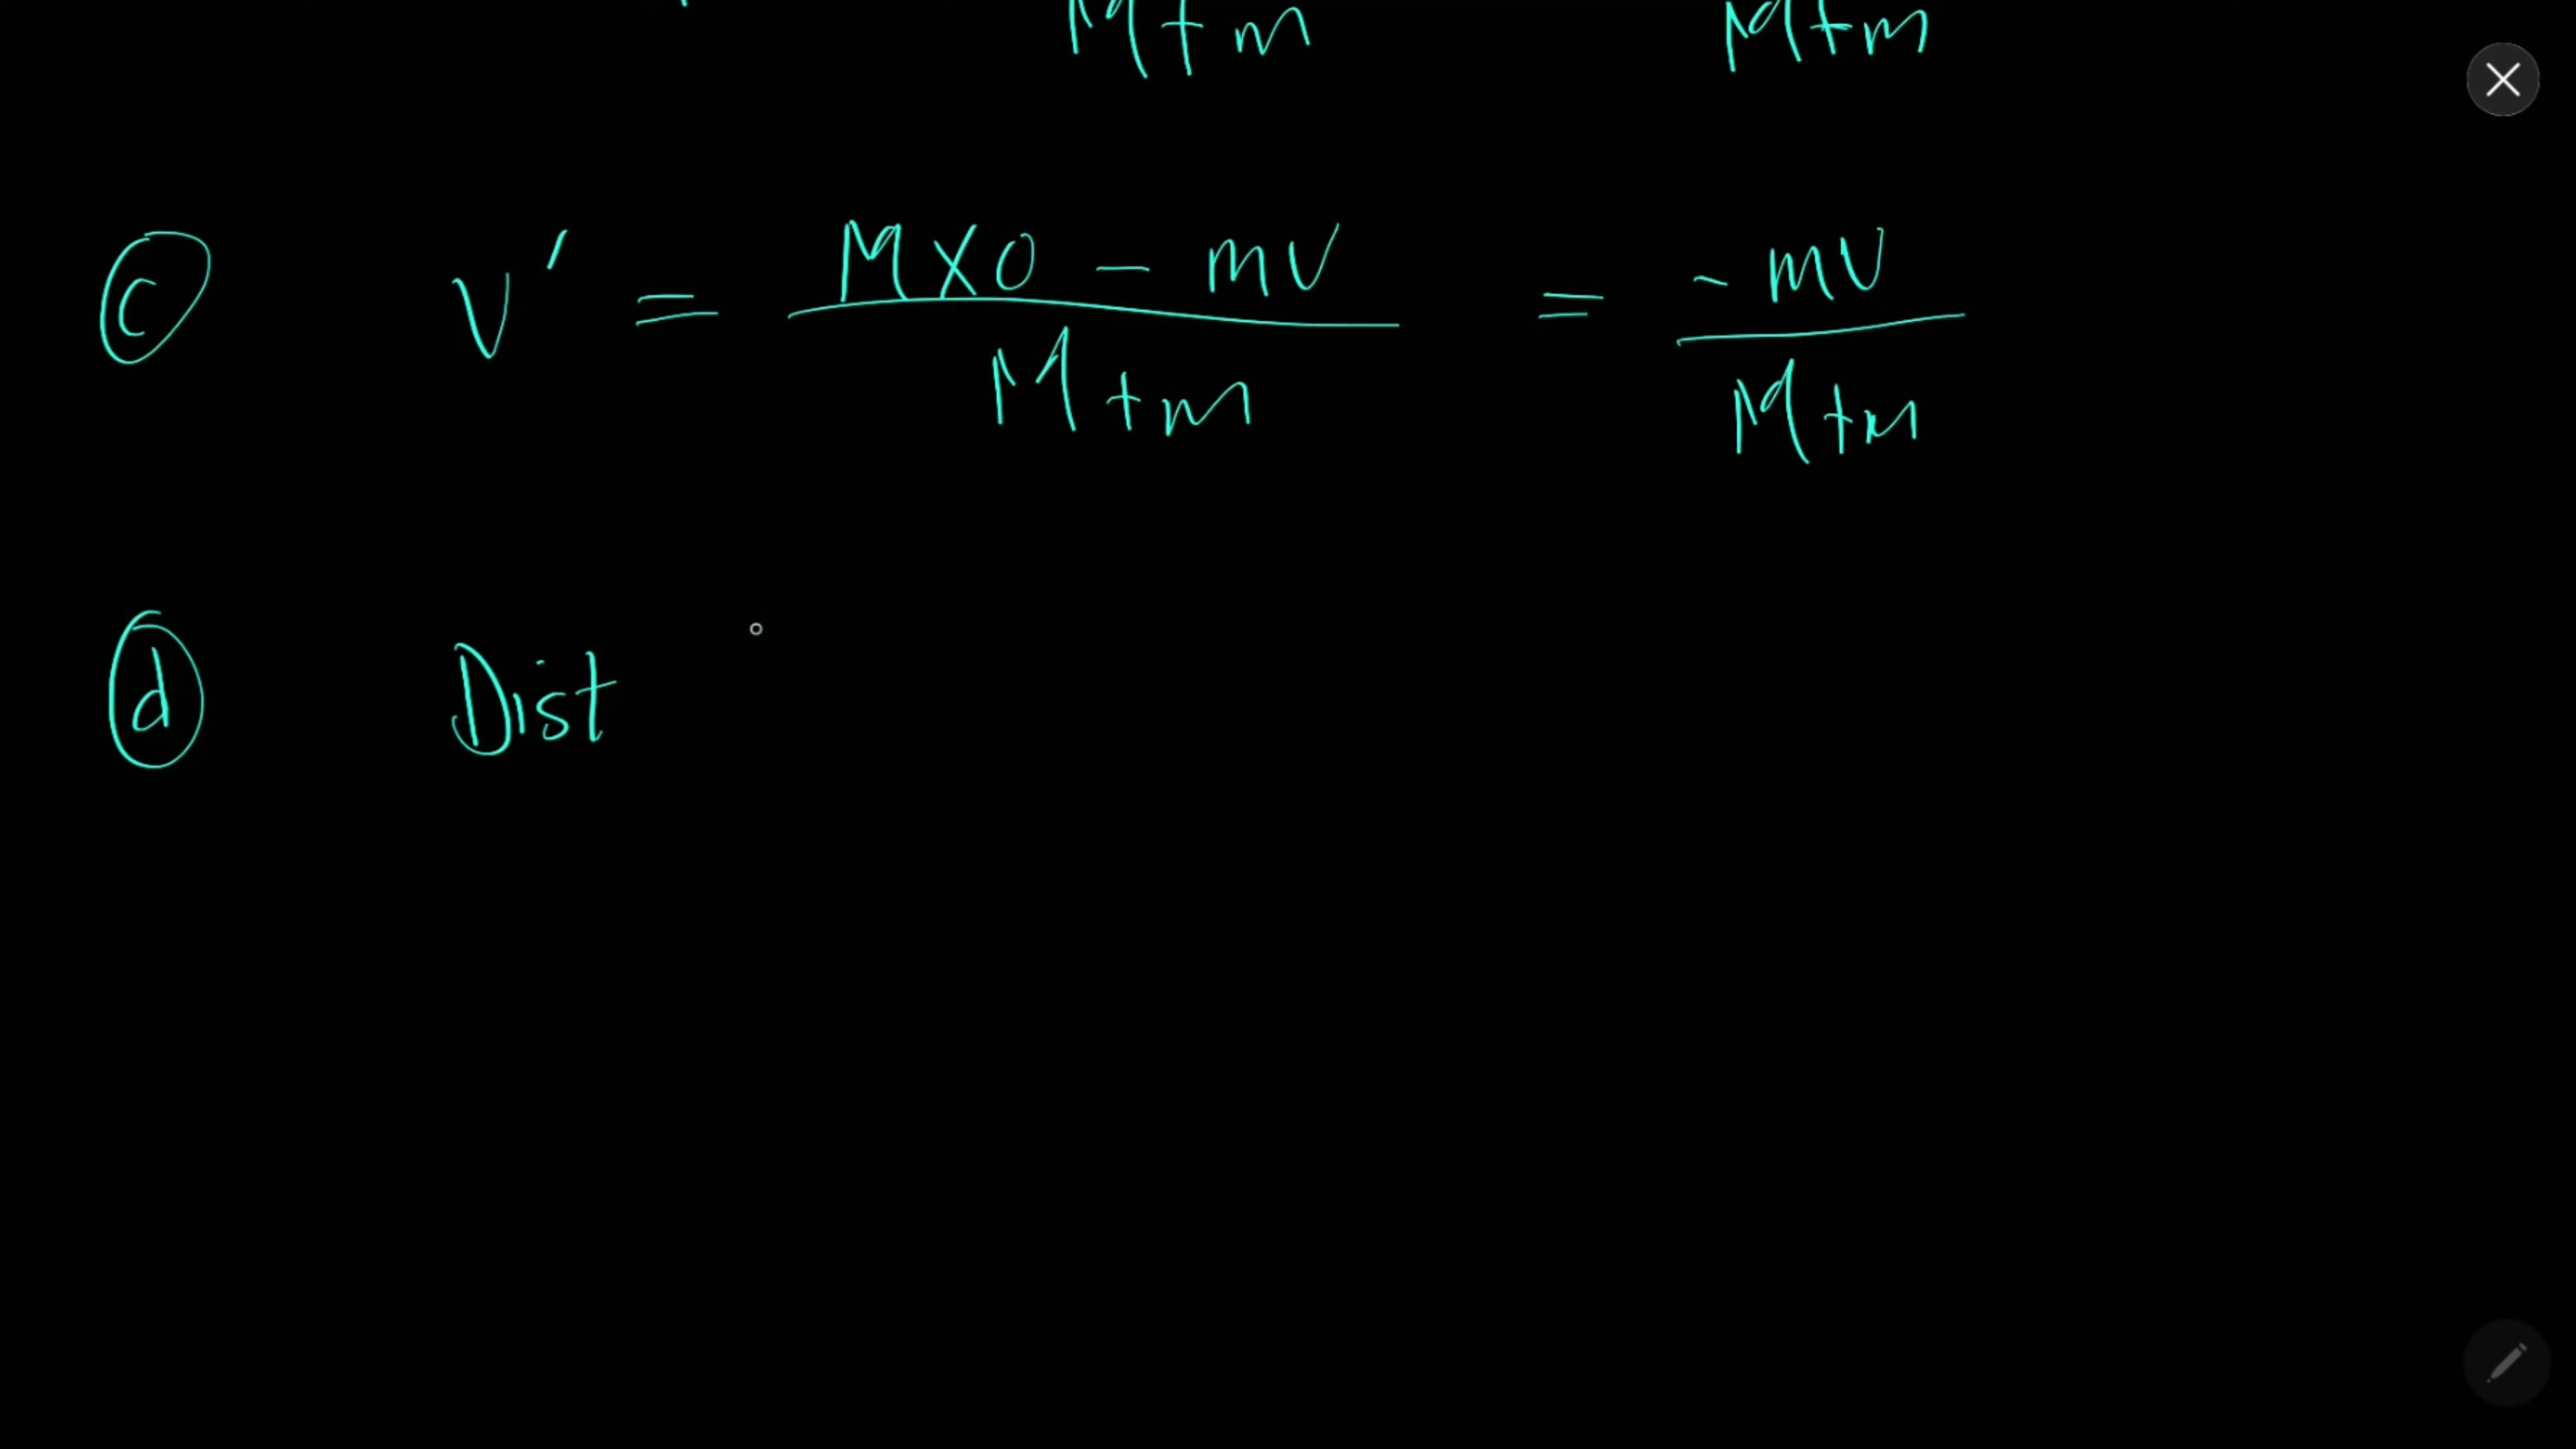 M+m M+m
M×0 - mv - mv
c V' = ——— = ———
M+m M+m
d Dist